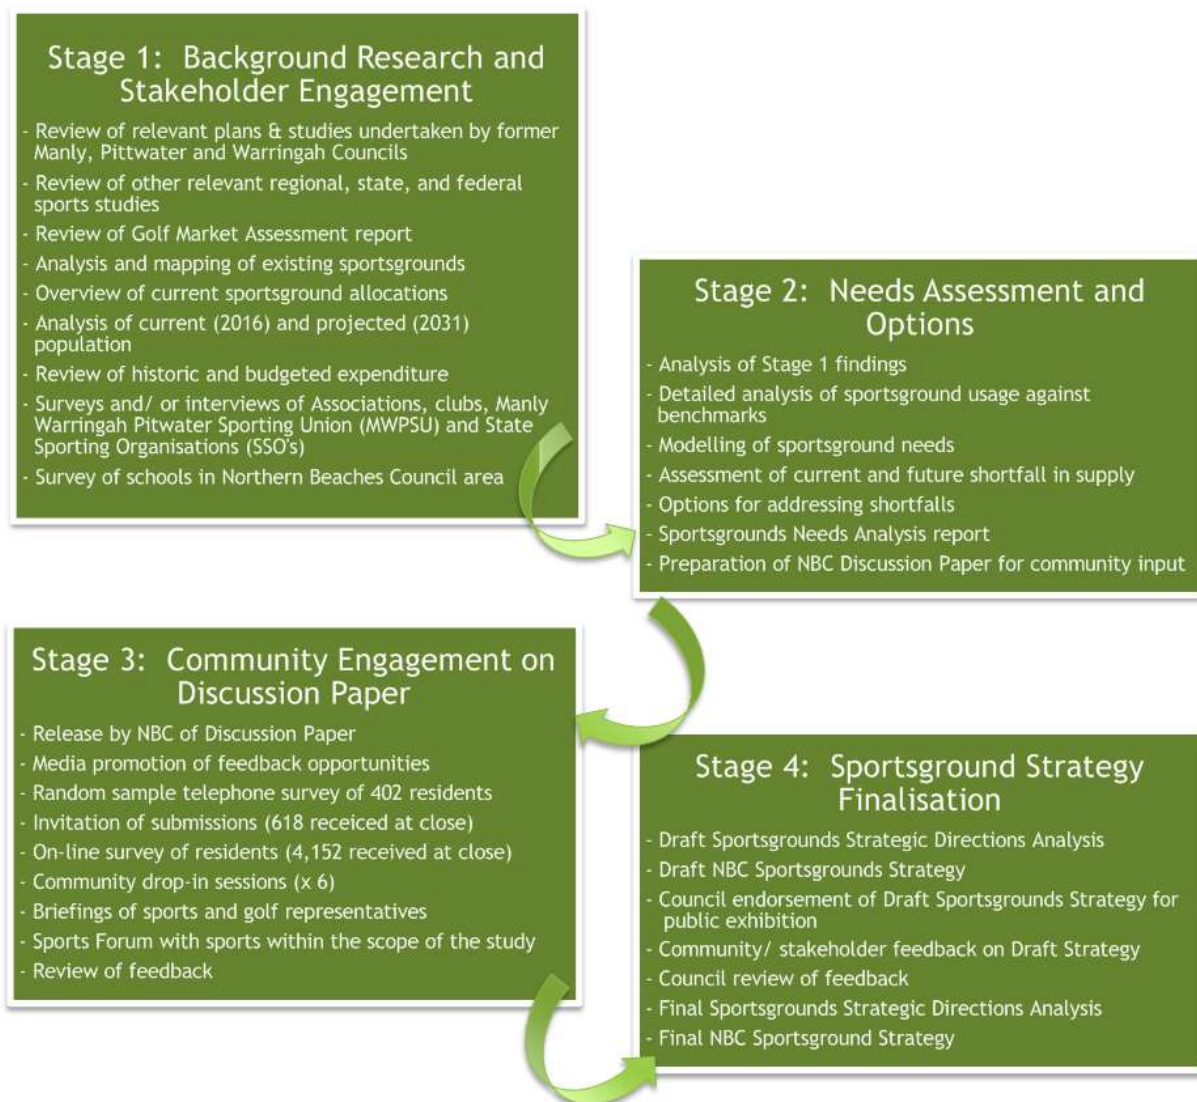 Stage 1:  Background Research and
Stakeholder Engagement
- Review of relevant plans & studies undertaken by former
Manly, Pittwater and Warringah Councils
- Review of other relevant regional, state, and federal
sports studies
- Review of Golf Market Assessment report
- Analysis and mapping of existing sportsgrounds
- Overview of current sportsground allocations
- Analysis of current (2016) and projected (2031)
population
- Review of historic and budgeted expenditure
- Surveys and/ or interviews of Associations, clubs, Manly
Warringah Pitwater Sporting Union (MWPSU) and State
Sporting Organisations (SSO's)
- Survey of schools in Northern Beaches Council area
Stage 2:  Needs Assessment and
Options
- Analysis of Stage 1 findings
- Detailed analysis of sportsground usage against
benchmarks
- Modelling of sportsground needs
- Assessment of current and future shortfall in supply
- Options for addressing shortfalls
- Sportsgrounds Needs Analysis report
- Preparation of NBC Discussion Paper for community input
Stage 3:  Community Engagement on
Discussion Paper
- Release by NBC of Discussion Paper
- Media promotion of feedback opportunities
- Random sample telephone survey of 402 residents
- Invitation of submissions (618 receiced at close)
- On-line survey of residents (4,152 received at close)
- Community drop-in sessions (x 6)
- Briefings of sports and golf representatives
- Sports Forum with sports within the scope of the study
- Review of feedback
Stage 4:  Sportsground Strategy
Finalisation
- Draft Sportsgrounds Strategic Directions Analysis
- Draft NBC Sportsgrounds Strategy
- Council endorsement of Draft Sportsgrounds Strategy for
public exhibition
- Community/ stakeholder feedback on Draft Strategy
- Council review of feedback
- Final Sportsgrounds Strategic Directions Analysis
- Final NBC Sportsground Strategy